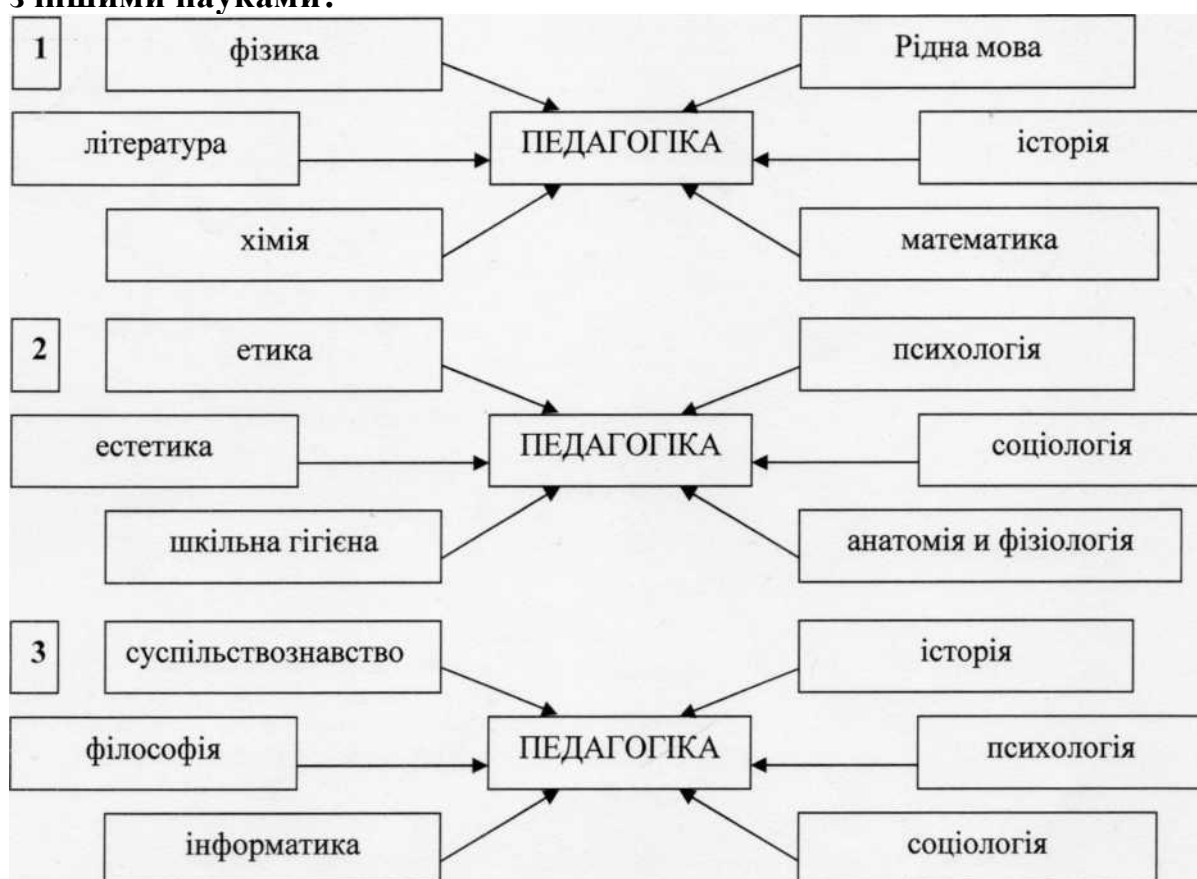 з іншими науками?
1 фізика Рідна мова
література ПЕДАГОГІКА історія
хімія математика
2 етика психологія
естетика ПЕДАГОГІКА соціологія
шкільна гігієна анатомія и фізіологія
3 суспільствознавство історія
філософія ПЕДАГОГІКА психологія
інформатика соціологія